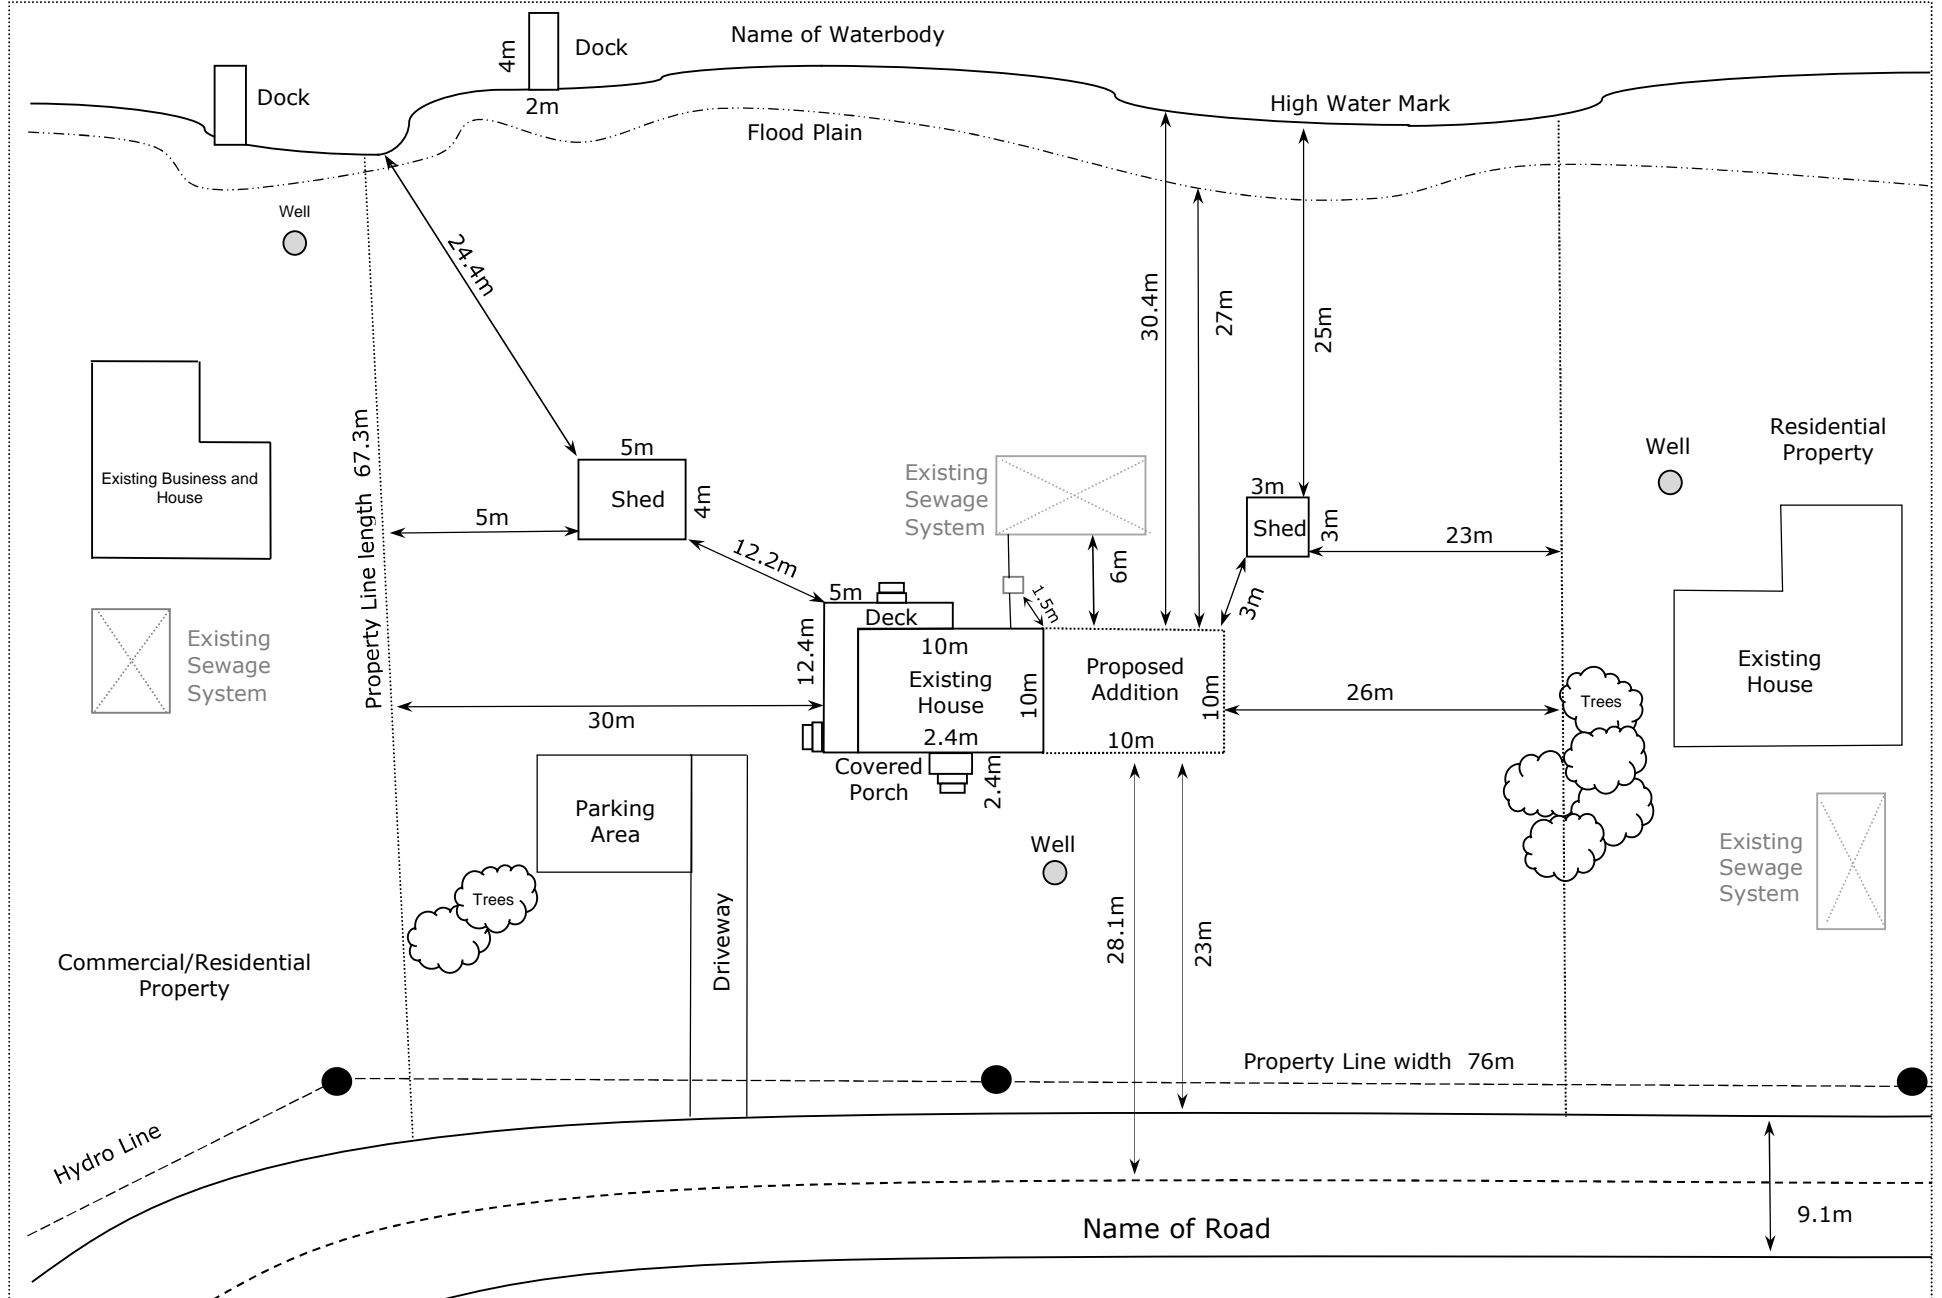 Name of Waterbody
4m
Dock
2m
Dock
High Water Mark
Flood Plain
Well
24.4m
30.4m
27m
25m
Property Line length 67.3m
Existing Business and
House
5m
Shed
4m
5m
12.2m
Existing
Sewage
System
6m
1.5m
3m
Shed
3m
3m
23m
Well
Residential
Property
Existing
Sewage
System
5m
Deck
12.4m
10m
Existing
House
10m
2.4m
Covered
Porch
2.4m
Proposed
Addition
10m
10m
30m
26m
Trees
Existing
House
Parking
Area
Driveway
Trees
Well
28.1m
23m
Existing
Sewage
System
Commercial/Residential
Property
Property Line width 76m
Hydro Line
Name of Road
9.1m